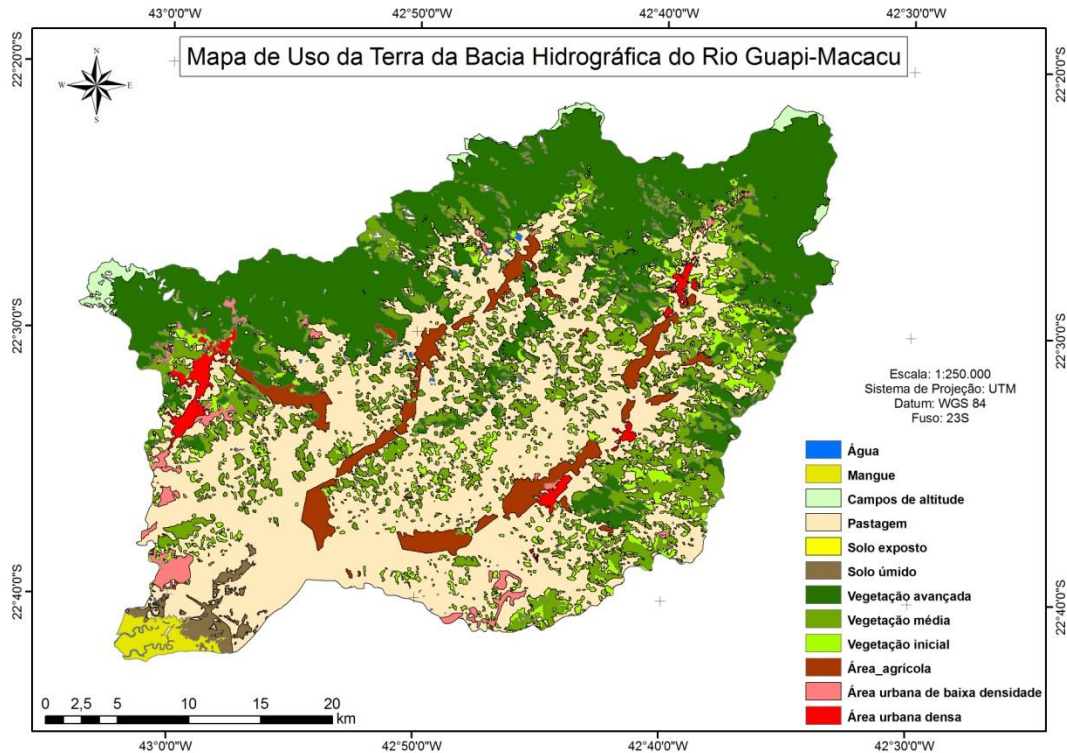 43°0'0"W 42°50'0"W 42°40'0"W 42°30'0"W
Mapa de Uso da Terra da Bacia Hidrográfica do Rio Guapi-Macacu
N
W E
S
22°20'0"S 22°20'0"S
22°30'0"S 22°30'0"S
Escala: 1:250.000
Sistema de Projeção: UTM
Datum: WGS 84
Fuso: 23S
Água
Mangue
Campos de altitude
Pastagem
Solo exposto
Solo úmido
Vegetação avançada
Vegetação média
Vegetação inicial
Área_agrícola
Área urbana de baixa densidade
Área urbana densa
22°40'0"S 22°40'0"S
0 2,5 5 10 15 20
km
43°0'0"W 42°50'0"W 42°40'0"W 42°30'0"W